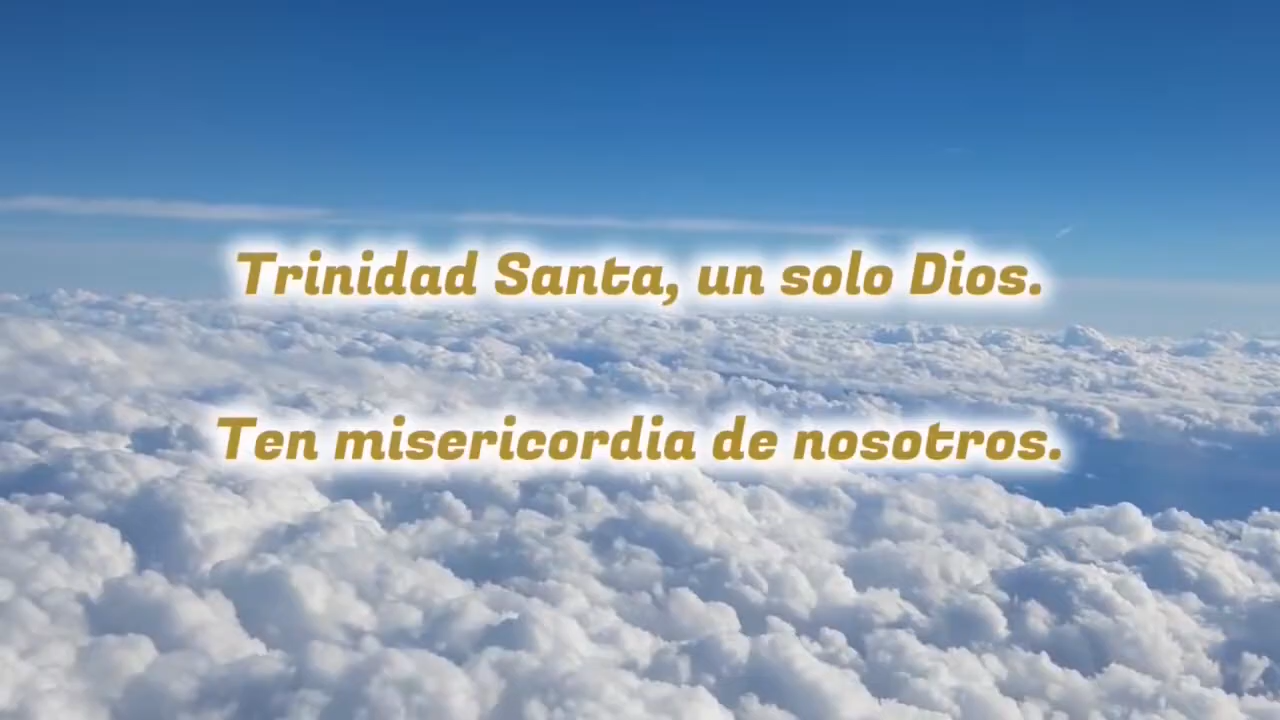 Trinidad Santa, un solo Dios.
Ten misericordia de nosotros.